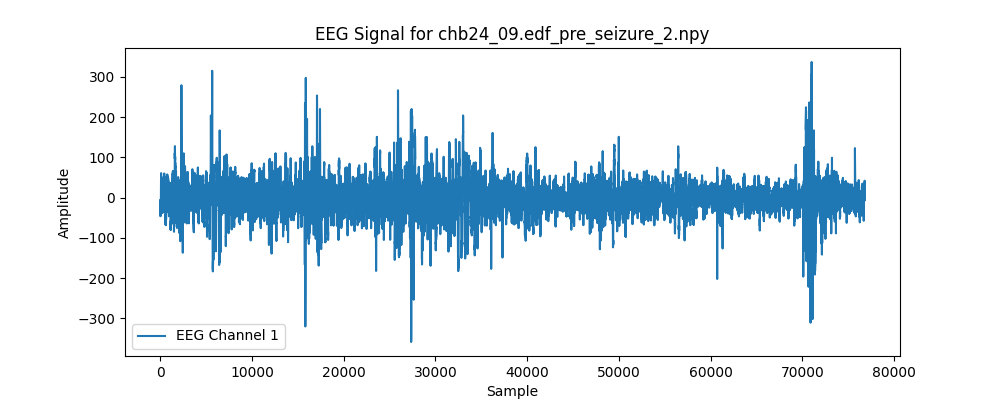 EEG Signal for chb24_09.edf_pre_seizure_2.npy
300
200
100
0
−100
−200
−300
Amplitude
EEG Channel 1
0 10000 20000 30000 40000 50000 60000 70000 80000
Sample